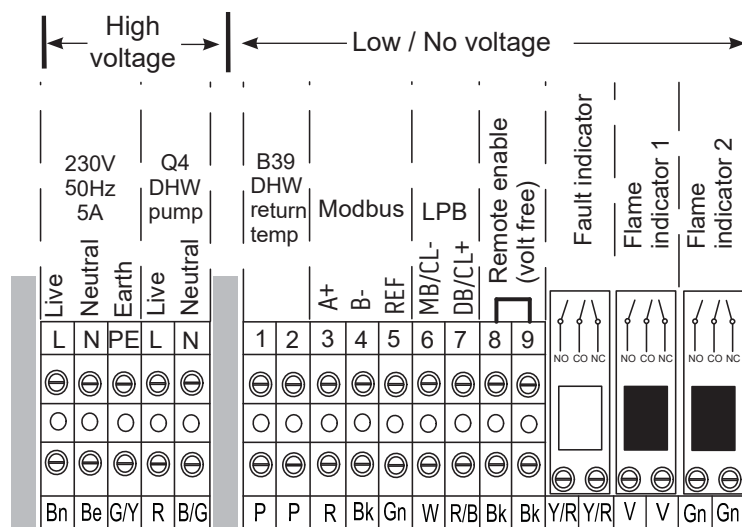 High
voltage
Low / No voltage
230V
50Hz
5A
Q4
DHW
pump
B39
DHW
return
temp
Modbus
LPB
Remote enable
(volt free)
Fault indicator
Flame
indicator 1
Flame
indicator 2
Live
Neutral
Earth
Live
Neutral
A+
B-
REF
MB/CL-
DB/CL+
L N PE L N 1 2 3 4 5 6 7 8 9
NO CO NC NO CO NC NO CO NC
Bn Be G/Y R B/G P P R Bk Gn W R/B Bk Bk Y/R Y/R V V Gn Gn